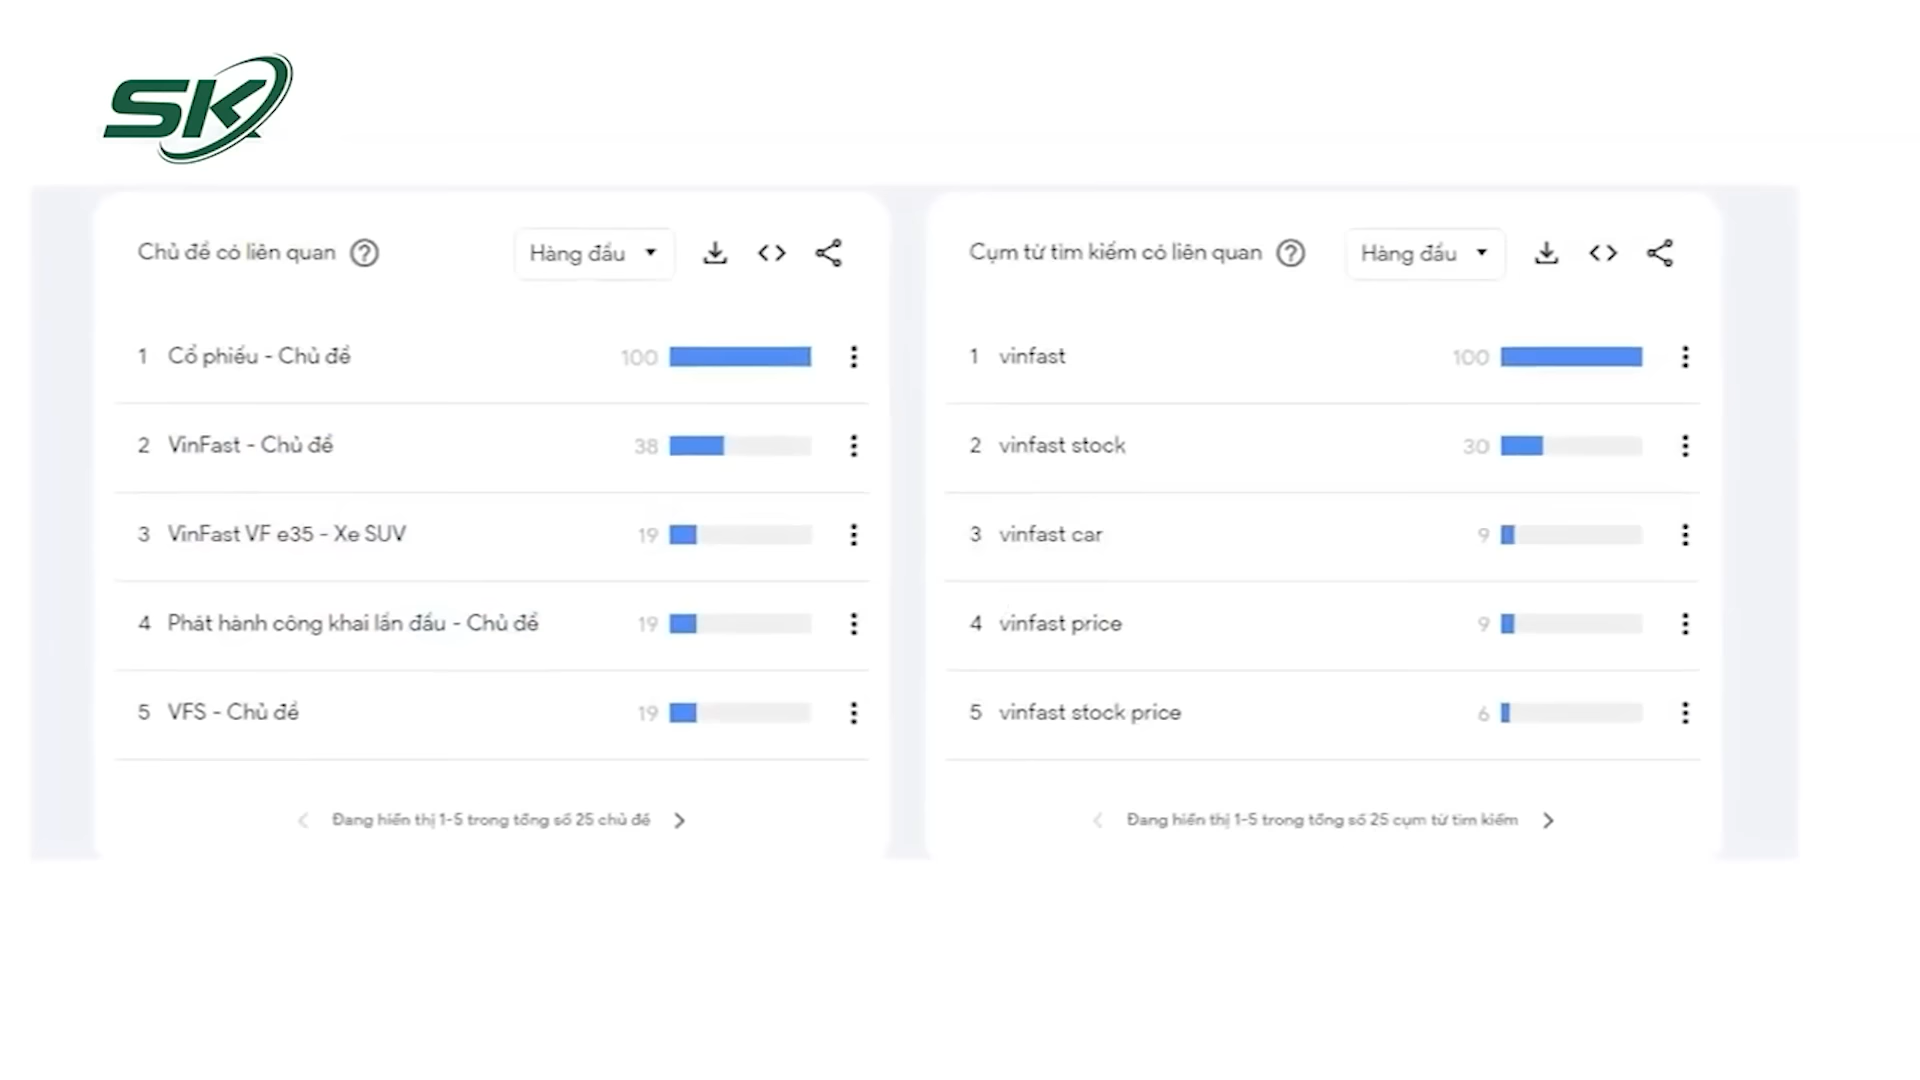 SK
Chủ đề có liên quan
Hàng đầu
1 Cổ phiếu - Chủ đề 100
2 VinFast - Chủ đề 38
3 VinFast VF e35 - Xe SUV 19
4 Phát hành công khai lần đầu - Chủ đề 19
5 VFS - Chủ đề 19
Đang hiển thị 1-5 trong tổng số 25 chủ đề
Cụm từ tìm kiếm có liên quan
Hàng đầu
1 vinfast 100
2 vinfast stock 30
3 vinfast car 9
4 vinfast price 9
5 vinfast stock price 6
Đang hiển thị 1-5 trong tổng số 25 cụm từ tìm kiếm